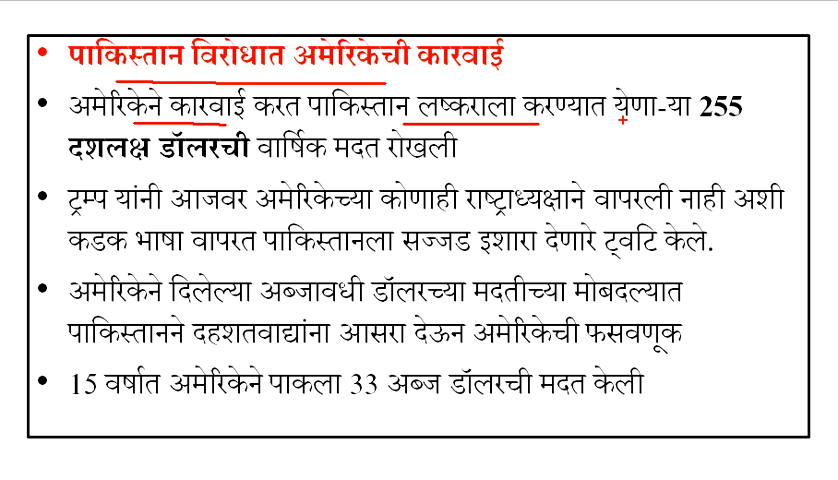 • पाकिस्तान विरोधात अमेरिकेची कारवाई
• अमेरिकेने कारवाई करत पाकिस्तान लष्कराला करण्यात येणा-या 255
दशलक्ष डॉलरची वार्षिक मदत रोखली
• ट्रम्प यांनी आजवर अमेरिकेच्या कोणाही राष्ट्राध्यक्षाने वापरली नाही अशी
कडक भाषा वापरत पाकिस्तानला सज्जड इशारा देणारे ट्वटि केले.
• अमेरिकेने दिलेल्या अब्जावधी डॉलरच्या मदतीच्या मोबदल्यात
पाकिस्तानने दहशतवाद्यांना आसरा देऊन अमेरिकेची फसवणूक
• 15 वर्षात अमेरिकेने पाकला 33 अब्ज डॉलरची मदत केली